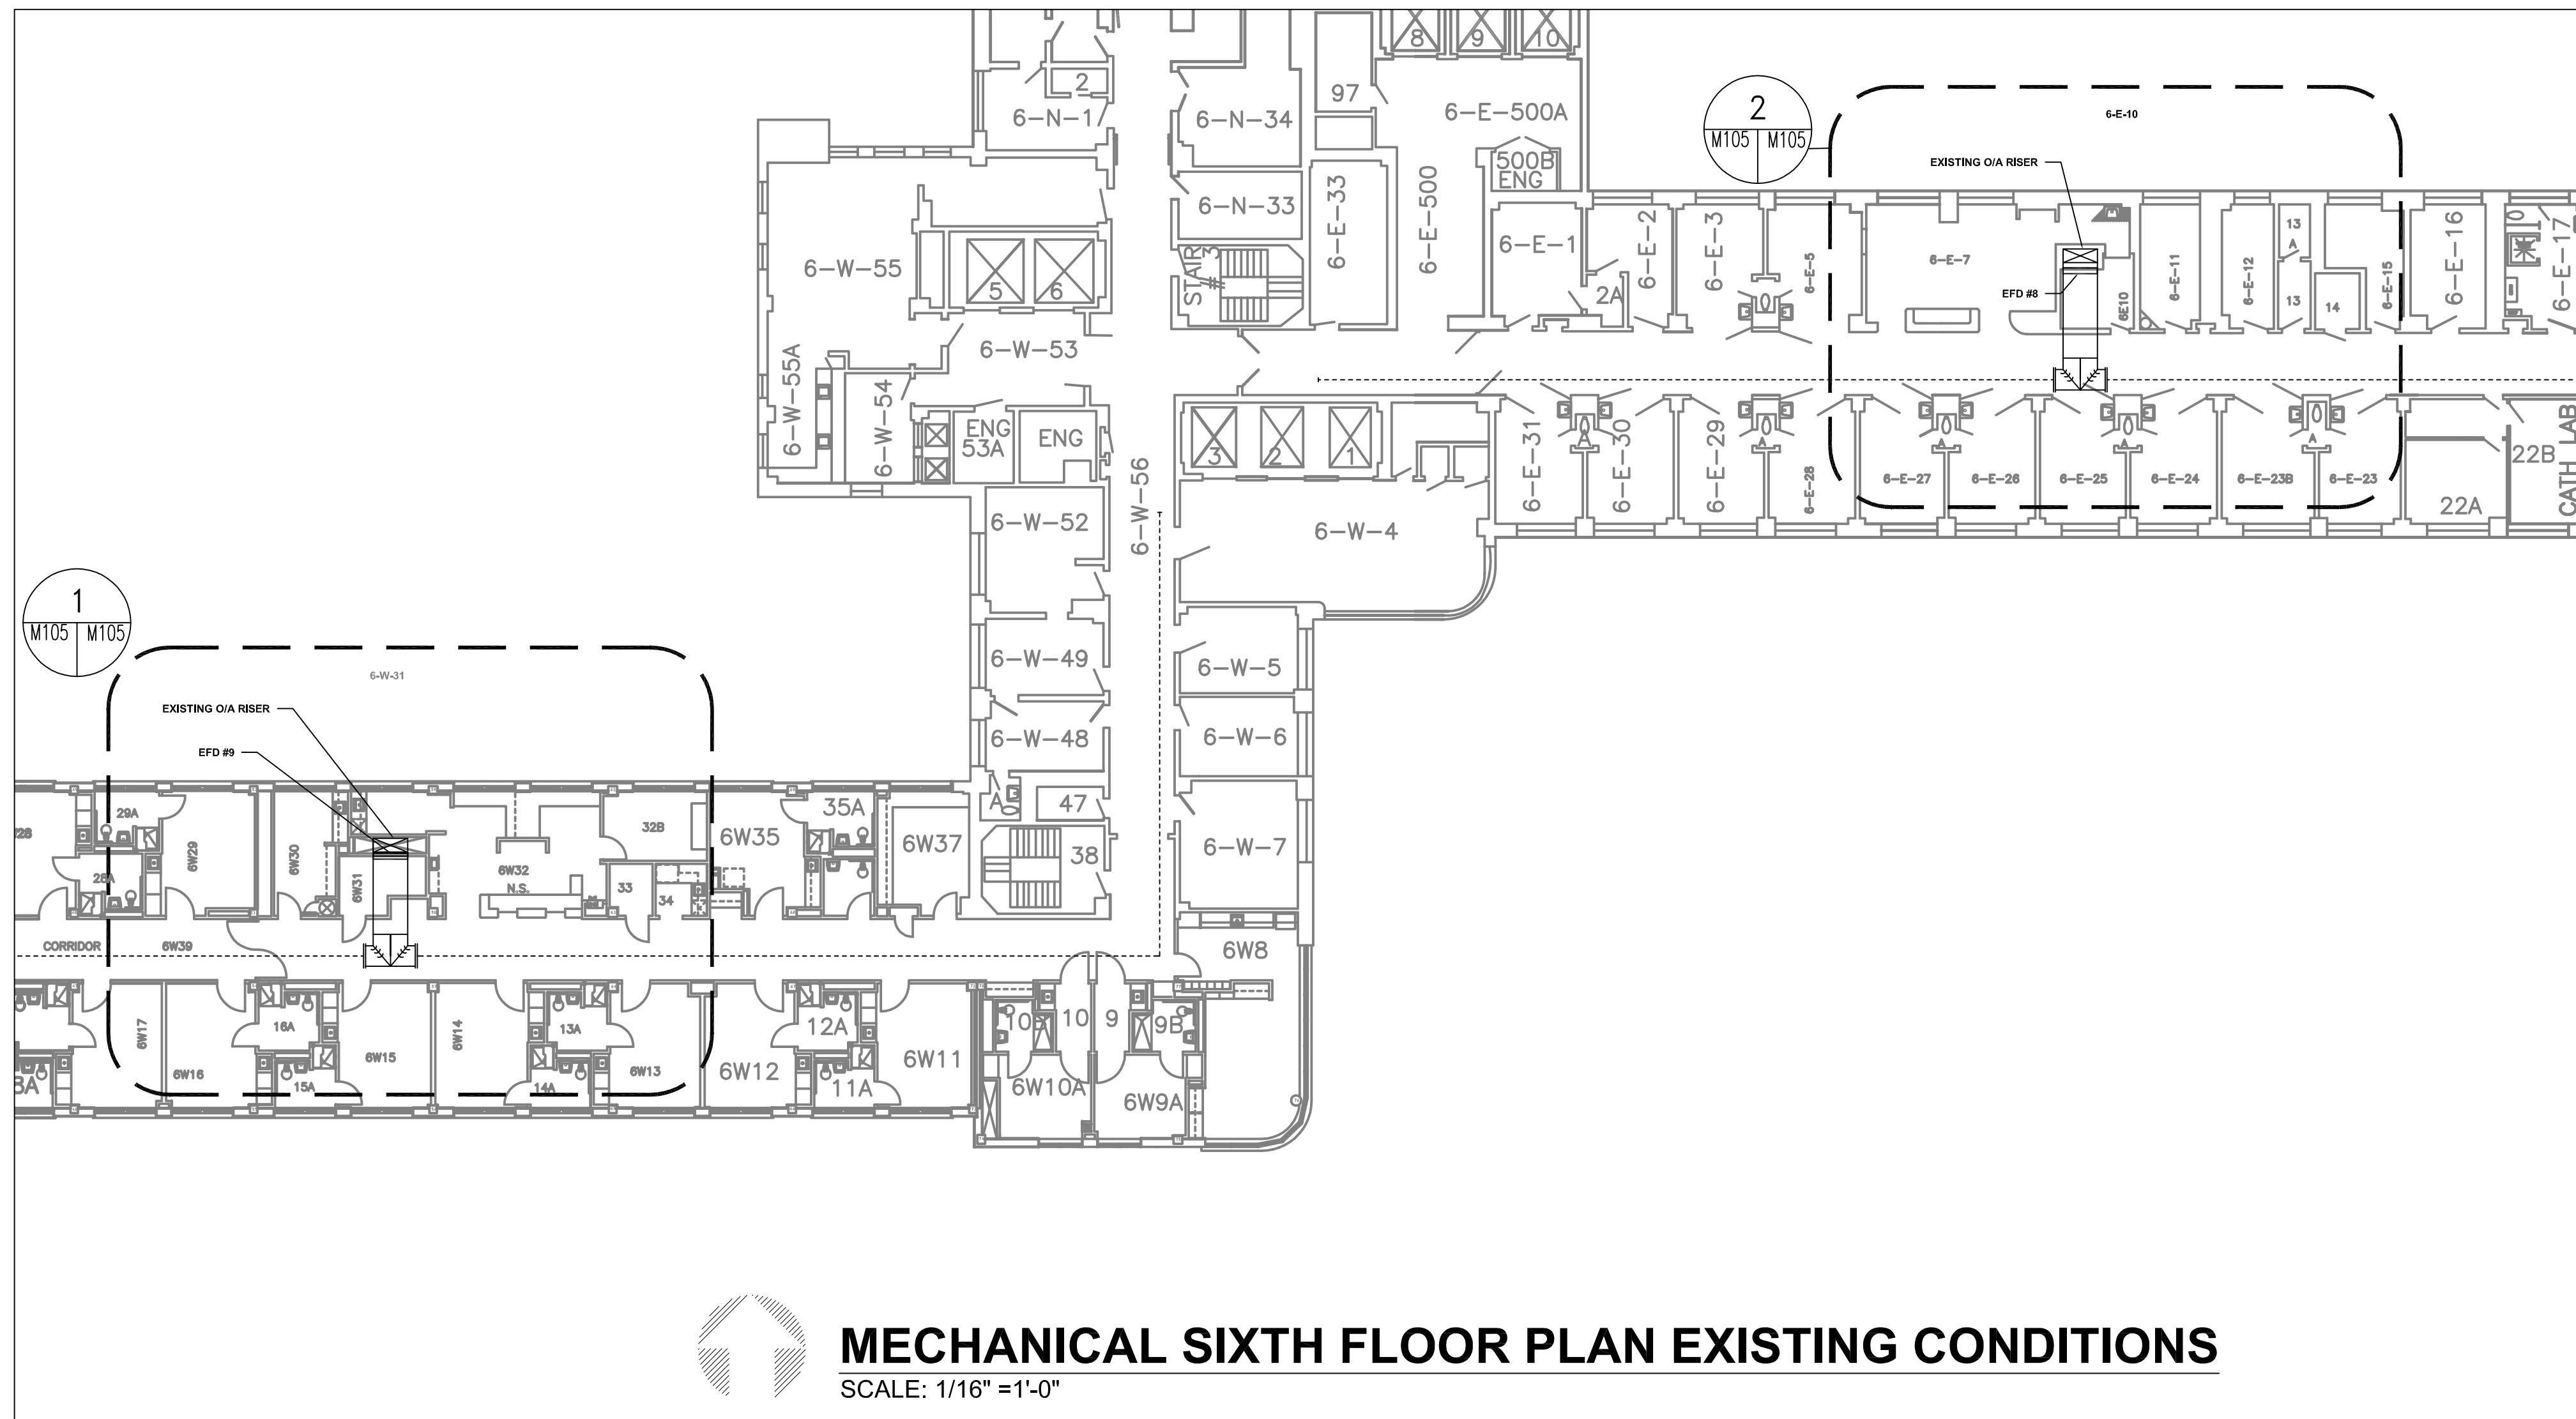 8
9
10
2
6-N-1
6-N-34
97
6-E-500A
2
M105
M105
6-E-10
EXISTING O/A RISER
500B
ENG
6-N-33
6-E-33
6-E-500
6-E-1
6-E-2
2A
6-E-3
6-E-5
6-E-7
EFD #8
6E10
6-E-11
6-E-12
13
A
13
14
6-E-15
6-E-16
6-E-17
6-W-55
5
6
STAIR
# 3
6-W-53
6-W-55A
6-W-54
ENG
53A
ENG
6-W-56
3
2
1
6-E-31
A
6-E-30
6-E-29
A
6-E-28
A
6-E-27
6-E-26
A
6-E-25
6-E-24
A
6-E-23B
6-E-23
22A
22B
CATH LAB
6-W-52
6-W-4
6-W-49
6-W-5
6-W-48
6-W-6
A
47
6-W-7
38
1
M105
M105
6-W-31
EXISTING O/A RISER
EFD #9
29A
28A
6W29
6W30
6W31
6W32
N.S.
32B
33
34
6W35
35A
6W37
CORRIDOR
6W39
6W8
6W17
6W16
16A
15A
6W15
6W14
13A
14A
6W13
6W12
12A
11A
6W11
10
9
9B
6W10A
6W9A
MECHANICAL SIXTH FLOOR PLAN EXISTING CONDITIONS
SCALE: 1/16" =1'-0"